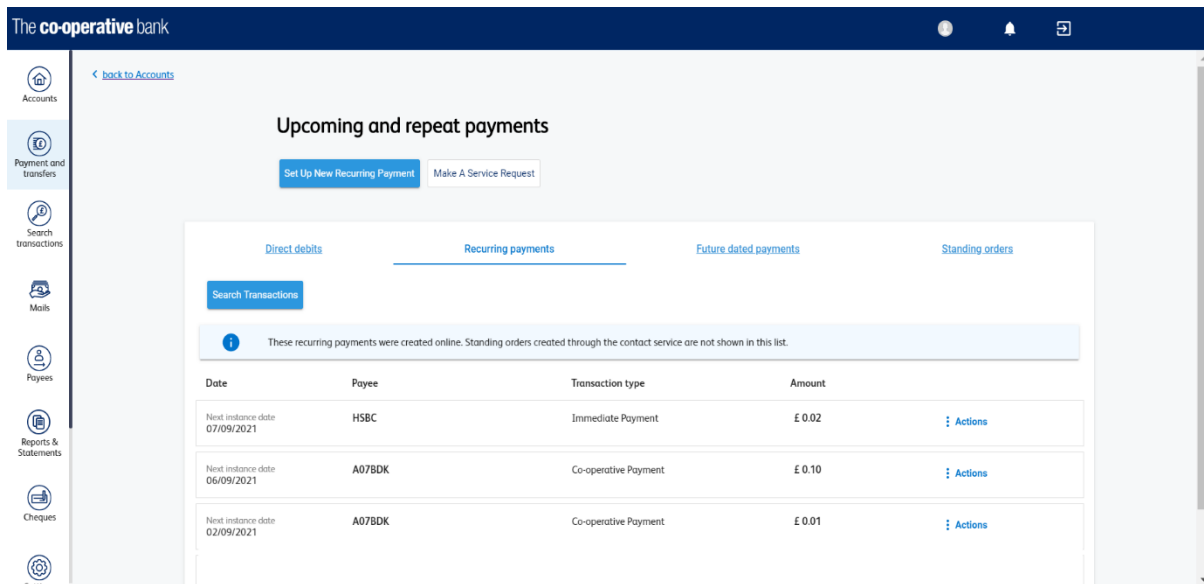 The co-operative bank
Accounts
Payment and
transfers
Search
transactions
Mails
Payees
Reports &
Statements
Cheques
< back to Accounts
Upcoming and repeat payments
Set Up New Recurring Payment
Make A Service Request
Direct debits
Recurring payments
Future dated payments
Standing orders
Search Transactions
These recurring payments were created online. Standing orders created through the contact service are not shown in this list.
Date Payee Transaction type Amount
Next instance date
07/09/2021 HSBC Immediate Payment £ 0.02 Actions
Next instance date
06/09/2021 A07BDK Co-operative Payment £ 0.10 Actions
Next instance date
02/09/2021 A07BDK Co-operative Payment £ 0.01 Actions